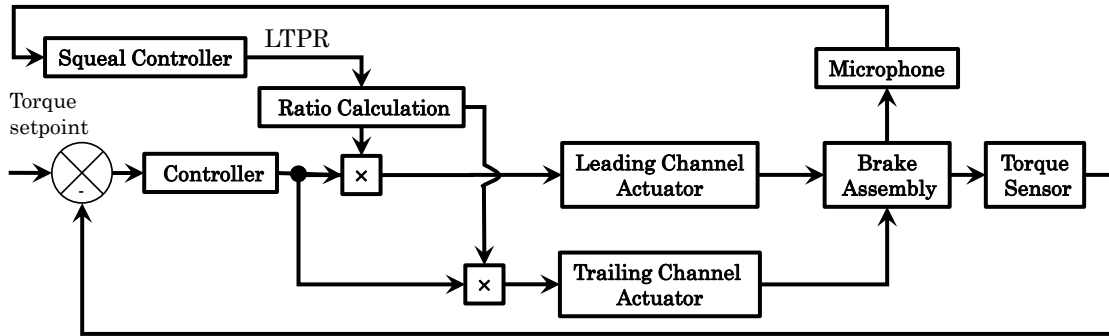 LTPR
Squeal Controller
Microphone
Torque
setpoint
Ratio Calculation
Controller
×
Leading Channel
Actuator
Brake
Assembly
Torque
Sensor
-
×
Trailing Channel
Actuator